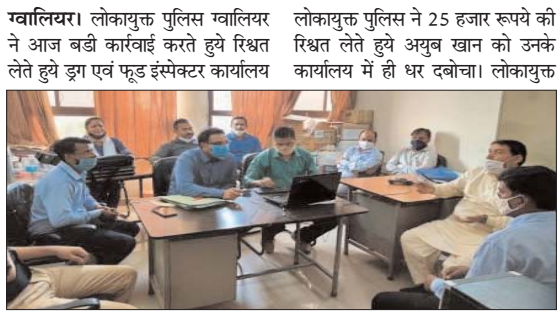 ग्वालियर। लोकायुक्त पुलिस ग्वालियर
ने आज बडी कार्रवाई करते हुये रिश्वत
लेते हुये ड्रग एवं फूड इंस्पेक्टर कार्यालय
लोकायुक्त पुलिस ने 25 हजार रूपये की
रिश्वत लेते हुये अयुब खान को उनके
कार्यालय में ही धर दबोचा। लोकायुक्त